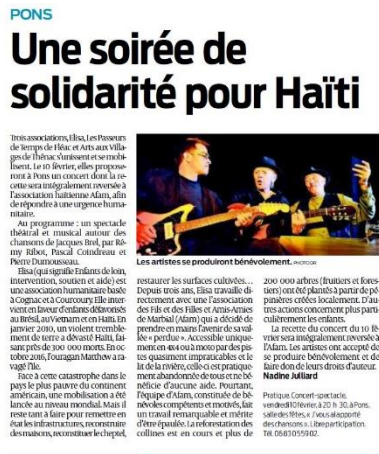 PONS
Une soirée de
solidarité pour Haïti
Trois associations, Elisa, Les Passeurs
de Temps de Fléac et Arts aux Villa-
ges de Thénac s'unissent et se mobi-
lisent. Le 10 février, elles propose-
ront à Pons un concert dont la re-
cette sera intégralement reversée à
l'association haïtienne Afam, afin
de répondre à une urgence huma-
nitaire.
Au programme : un spectacle
théâtral et musical autour des
chansons de Jacques Brel, par Ré-
my Ribot, Pascal Coindreau et
Pierre Dumousseau.
Elisa (qui signifie Enfants de loin,
intervention, soutien et aide) est
une association humanitaire basée
à Cognac et à Courcoury. Elle inter-
vient en faveur d'enfants défavorisés
au Brésil, au Vietnam et en Haïti. En
janvier 2010, un violent tremble-
ment de terre a dévasté Haïti, fai-
sant près de 300 000 morts. En oc-
tobre 2016, l'ouragan Matthew a ra-
vagé l'île.
Face à cette catastrophe dans le
pays le plus pauvre du continent
américain, une mobilisation a été
lancée au niveau mondial. Mais il
reste tant à faire pour remettre en
état les infrastructures, reconstruire
des maisons, reconstituer le cheptel,
Les artistes se produiront bénévolement. PHOTO DR
restaurer les surfaces cultivées…
Depuis trois ans, Elisa travaille di-
rectement avec une l'association
des Fils et des Filles et Amis-Amies
de Marbial (Afam) qui a décidé de
prendre en mains l'avenir de sa val-
lée « perdue ». Accessible unique-
ment en 4x4 ou à moto par des pis-
tes quasiment impraticables et le
lit de la rivière, celle-ci est pratique-
ment abandonnée de tous et ne bé-
néficie d'aucune aide. Pourtant,
l'équipe d'Afam, constituée de bé-
névoles compétents et motivés, fait
un travail remarquable et mérite
d'être épaulée. La reforestation des
collines est en cours et plus de
200 000 arbres (fruitiers et fores-
tiers) ont été plantés à partir de pé-
pinières créées localement. D'au-
tres actions concernent plus parti-
culièrement les enfants.
La recette du concert du 10 fé-
vrier sera intégralement reversée à
l'Afam. Les artistes ont accepté de
se produire bénévolement et de
faire don de leurs droits d'auteur.
Nadine Julliard
Pratique. Concert-spectacle,
vendredi 10 février, à 20 h 30, à Pons,
salle des fêtes, « J'vous ai apporté
des chansons ». Libre participation.
Tél. 06 83 05 59 02.